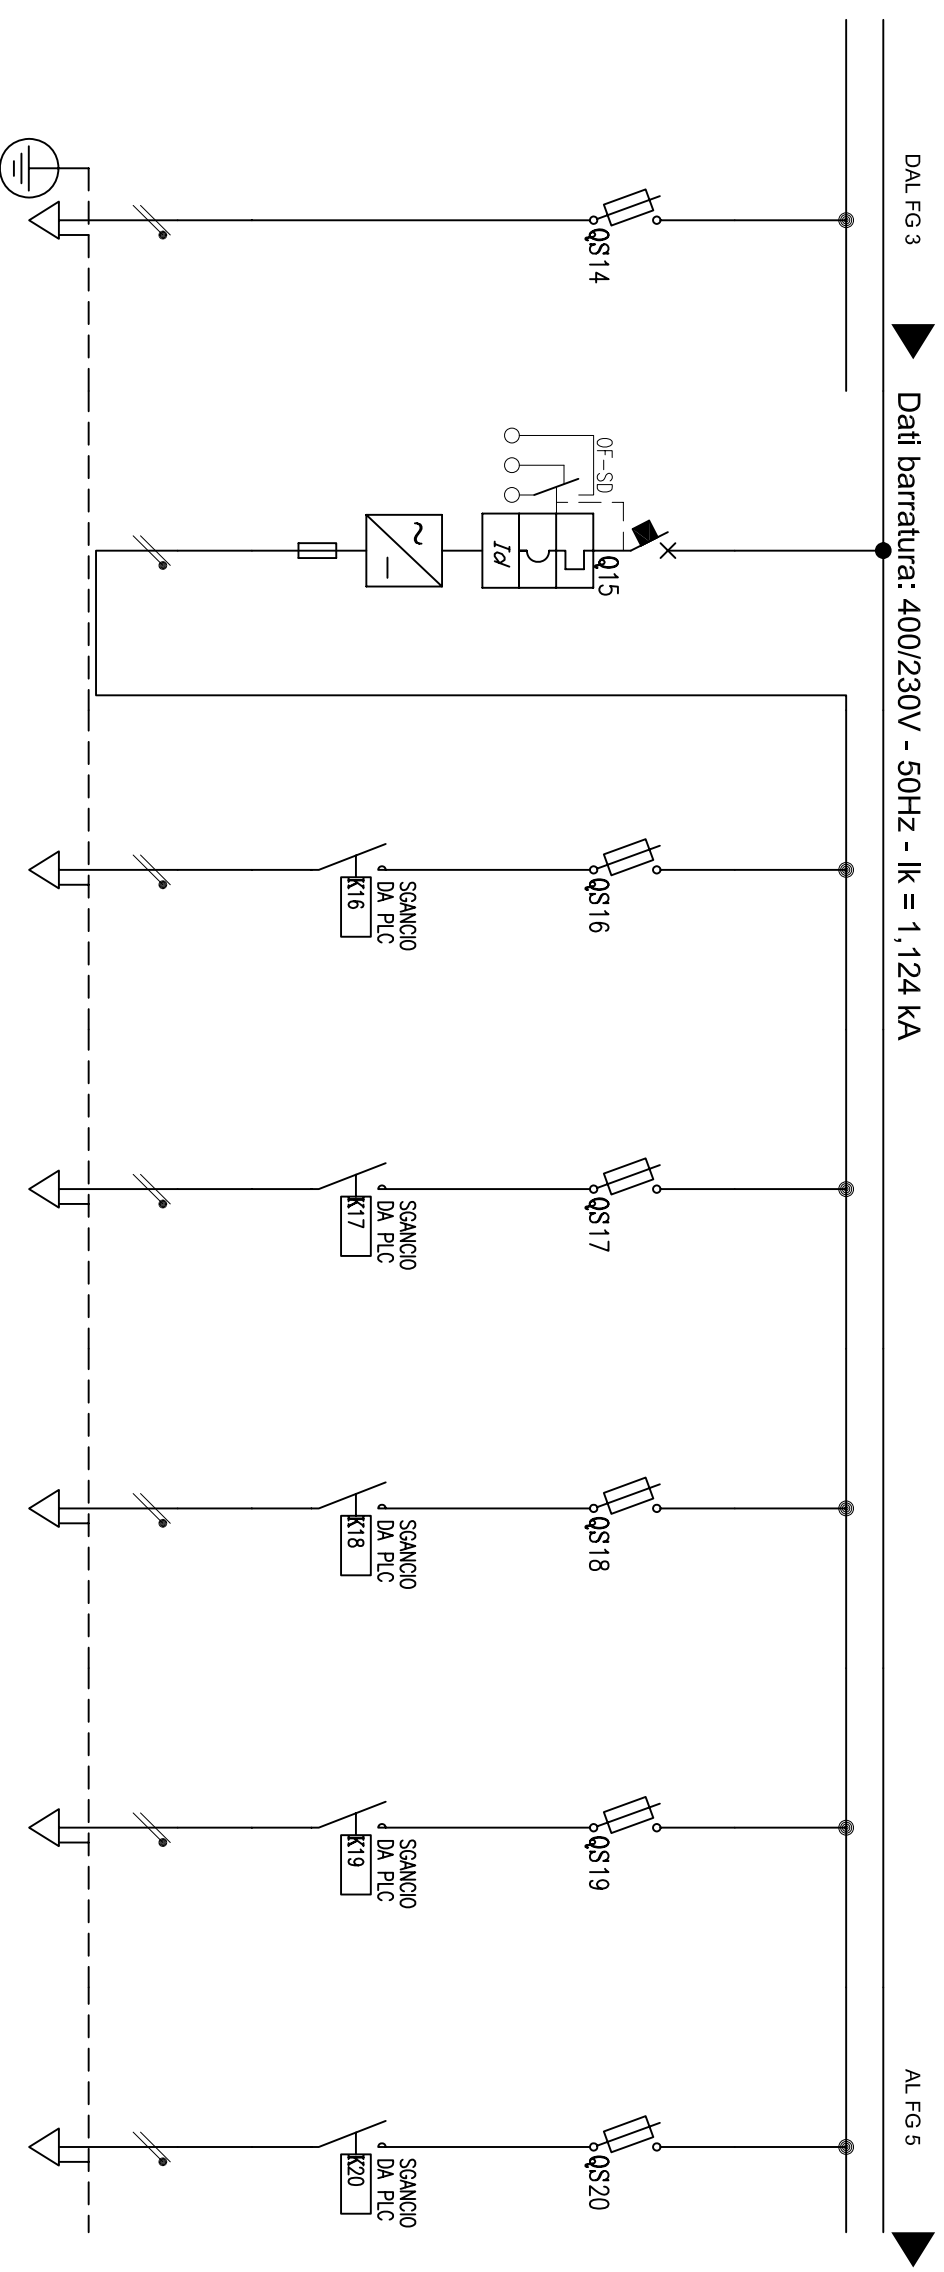 DAL FG 3
Dati barratura: 400/230V - 50Hz - Ik = 1,124 kA
AL FG 5
QS14
Q15
OF-SD
Id
QS16
SGANCIO
DA PLC
K16
QS17
SGANCIO
DA PLC
K17
QS18
SGANCIO
DA PLC
K18
QS19
SGANCIO
DA PLC
K19
QS20
SGANCIO
DA PLC
K20